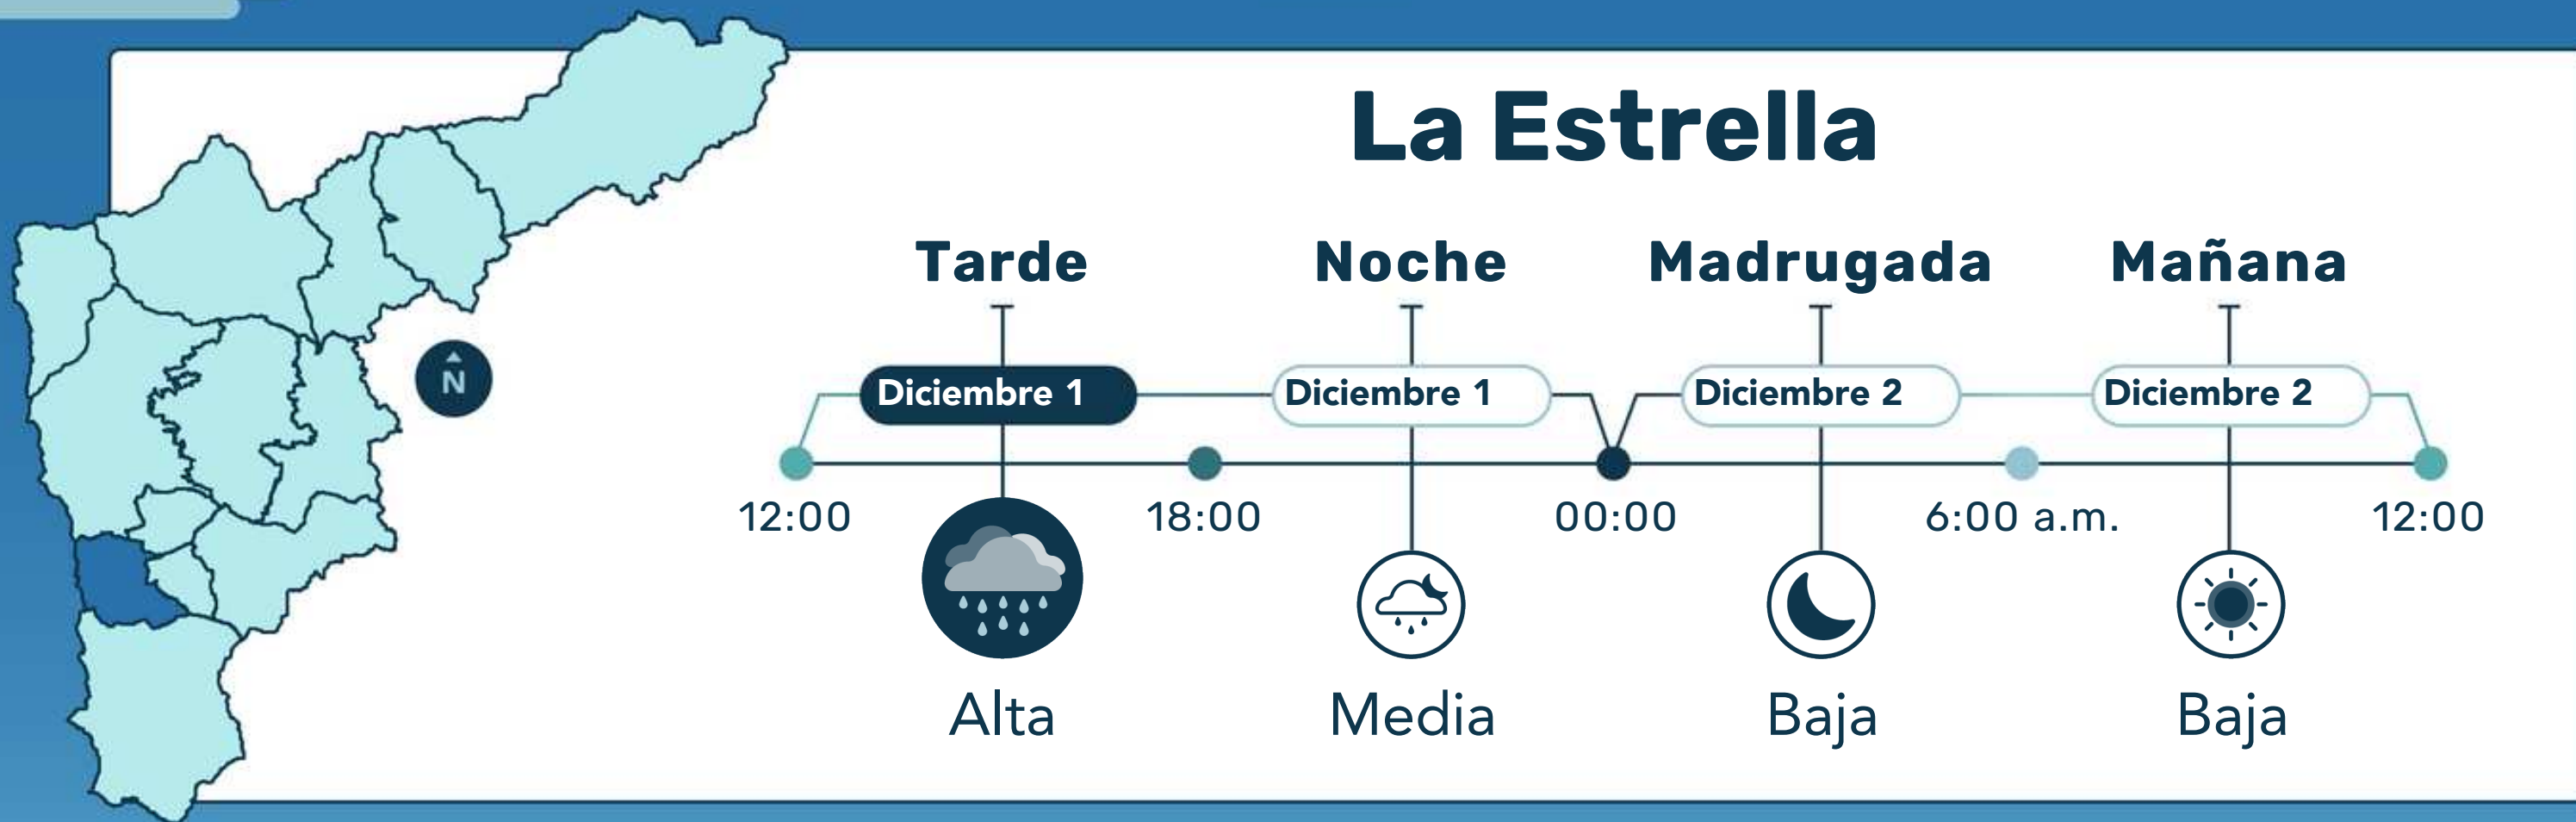 La Estrella
Tarde Noche Madrugada Mañana
Diciembre 1 Diciembre 1 Diciembre 2 Diciembre 2
N
12:00 18:00 00:00 6:00 a.m. 12:00
Alta Media Baja Baja